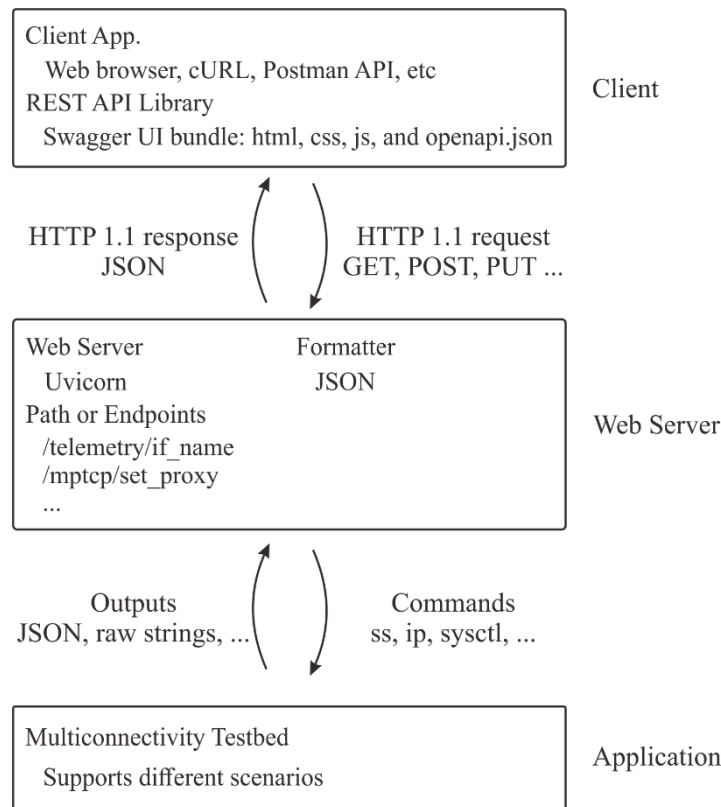 Client App.
Web browser, cURL, Postman API, etc
REST API Library
Swagger UI bundle: html, css, js, and openapi.json
Client
HTTP 1.1 response
JSON
HTTP 1.1 request
GET, POST, PUT ...
Web Server
Formatter
Uvicorn
JSON
Path or Endpoints
/telemetry/if_name
/mptcp/set_proxy
...
Web Server
Outputs
JSON, raw strings, ...
Commands
ss, ip, sysctl, ...
Multiconnectivity Testbed
Supports different scenarios
Application